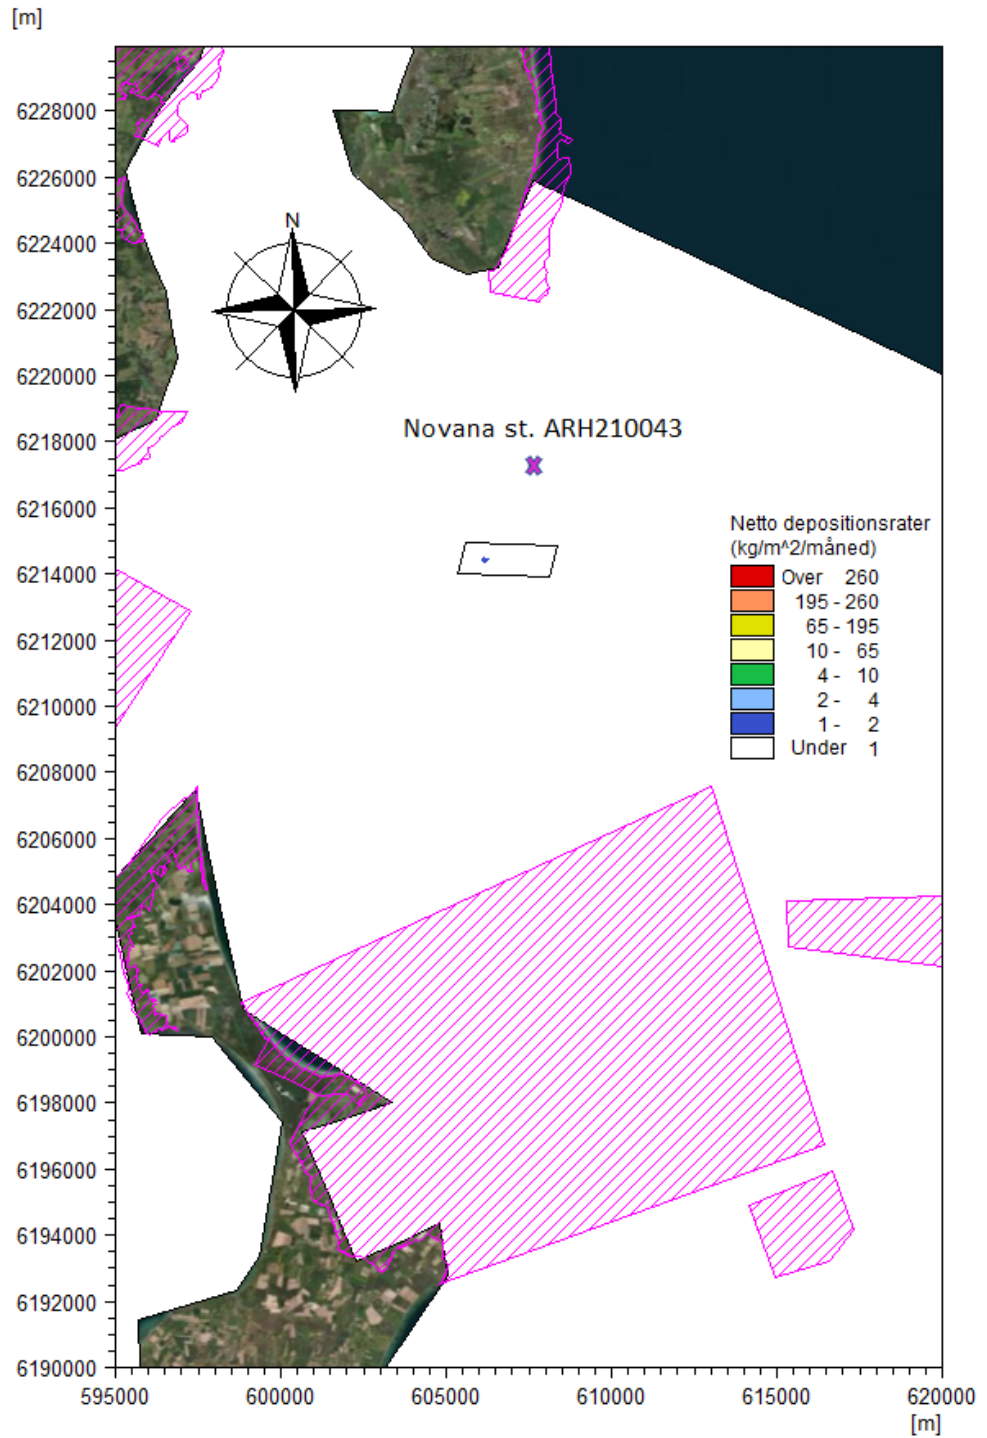 [m]
6228000
6226000
6224000
6222000
6220000
6218000
6216000
6214000
6212000
6210000
6208000
6206000
6204000
6202000
6200000
6198000
6196000
6194000
6192000
6190000
N
Novana st. ARH210043
Netto depositionsrater
(kg/m^2/måned)
Over 260
195 - 260
65 - 195
10 - 65
4 - 10
2 - 4
1 - 2
Under 1
595000 600000 605000 610000 615000 620000
[m]